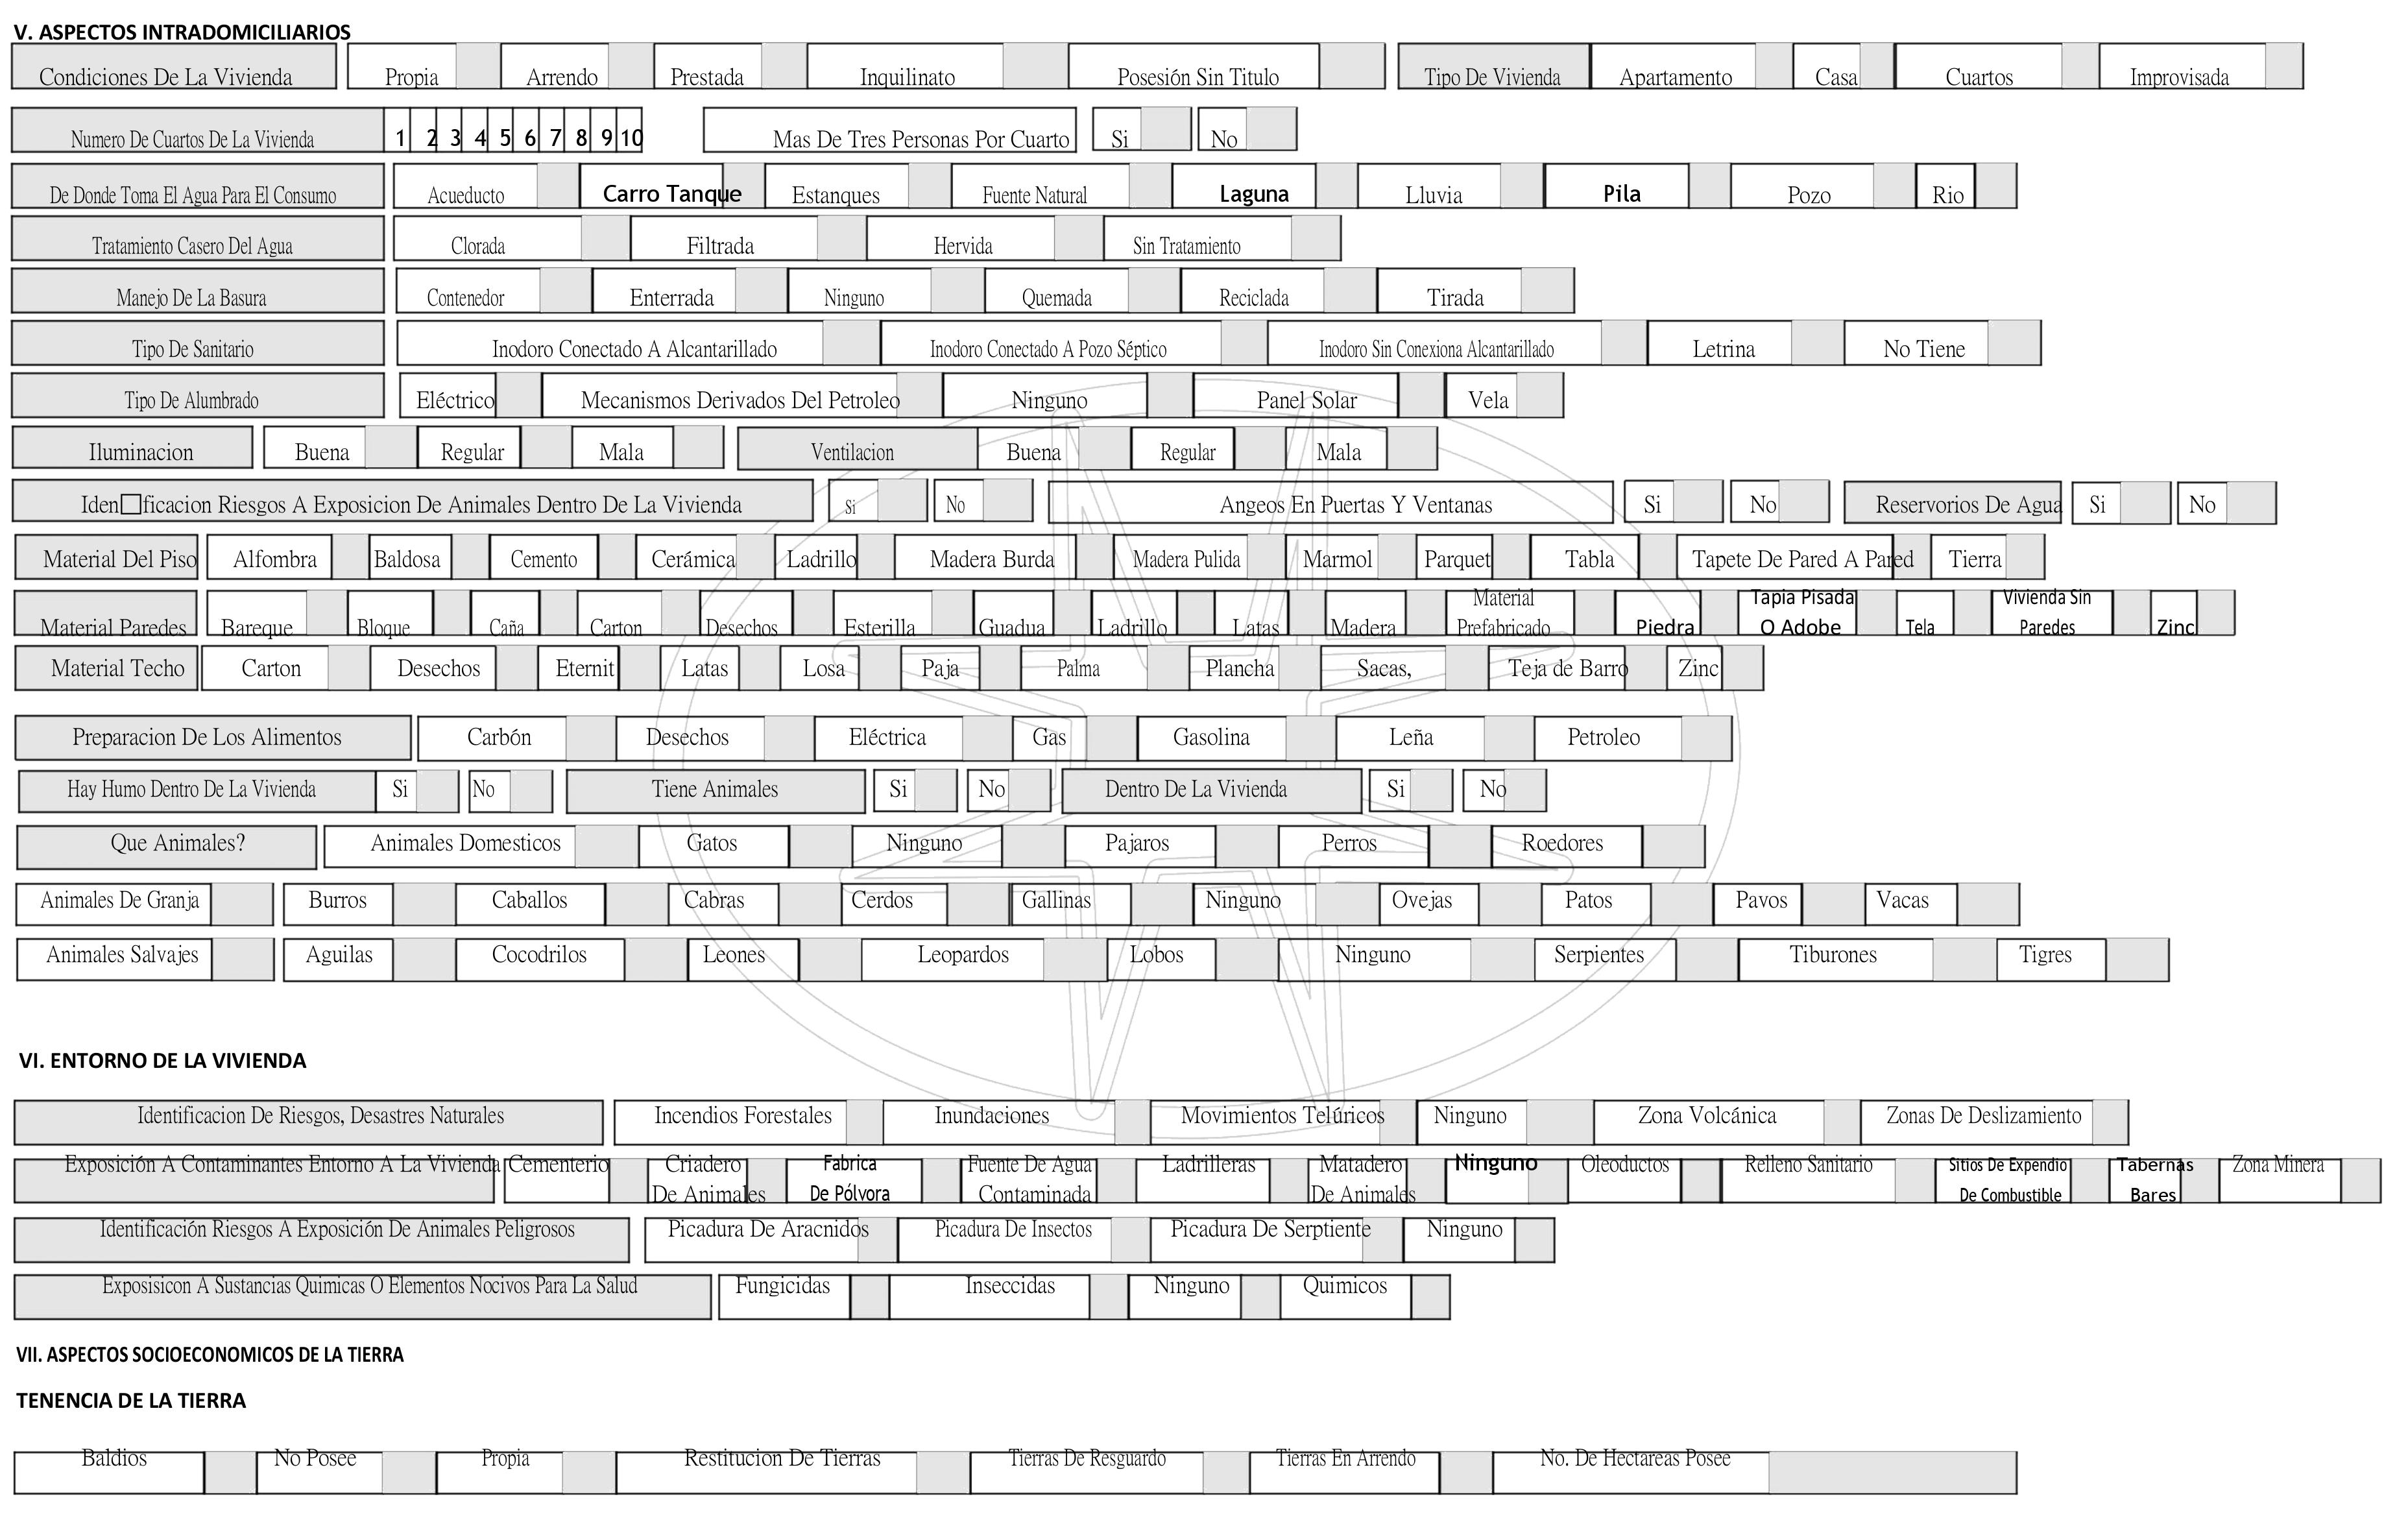 V. ASPECTOS INTRADOMICILIARIOS
Condiciones De La Vivienda Propia Arrendo Prestada Inquilinato Posesión Sin Titulo Tipo De Vivienda Apartamento Casa Cuartos Improvisada
Numero De Cuartos De La Vivienda 1 2 3 4 5 6 7 8 9 10 Mas De Tres Personas Por Cuarto Si No
De Donde Toma El Agua Para El Consumo Acueducto Carro Tanque Estanques Fuente Natural Laguna Lluvia Pila Pozo Rio
Tratamiento Casero Del Agua Clorada Filtrada Hervida Sin Tratamiento
Manejo De La Basura Contenedor Enterrada Ninguno Quemada Reciclada Tirada
Tipo De Sanitario Inodoro Conectado A Alcantarillado Inodoro Conectado A Pozo Séptico Inodoro Sin Conexiona Alcantarillado Letrina No Tiene
Tipo De Alumbrado Eléctrico Mecanismos Derivados Del Petroleo Ninguno Panel Solar Vela
Iluminacion Buena Regular Mala Ventilacion Buena Regular Mala
Iden□ficacion Riesgos A Exposicion De Animales Dentro De La Vivienda Si No Angeos En Puertas Y Ventanas Si No Reservorios De Agua Si No
Material Del Piso Alfombra Baldosa Cemento Cerámica Ladrillo Madera Burda Madera Pulida Marmol Parquet Tabla Tapete De Pared A Pared Tierra
Material Paredes Bareque Bloque Caña Carton Desechos Esterilla Guadua Ladrillo Latas Madera Material Prefabricado Piedra Tapia Pisada O Adobe Tela Vivienda Sin Paredes Zinc
Material Techo Carton Desechos Eternit Latas Losa Paja Palma Plancha Sacas, Teja de Barro Zinc
Preparacion De Los Alimentos Carbón Desechos Eléctrica Gas Gasolina Leña Petroleo
Hay Humo Dentro De La Vivienda Si No Tiene Animales Si No Dentro De La Vivienda Si No
Que Animales? Animales Domesticos Gatos Ninguno Pajaros Perros Roedores
Animales De Granja Burros Caballos Cabras Cerdos Gallinas Ninguno Ovejas Patos Pavos Vacas
Animales Salvajes Aguilas Cocodrilos Leones Leopardos Lobos Ninguno Serpientes Tiburones Tigres
VI. ENTORNO DE LA VIVIENDA
Identificacion De Riesgos, Desastres Naturales Incendios Forestales Inundaciones Movimientos Telúricos Ninguno Zona Volcánica Zonas De Deslizamiento
Exposición A Contaminantes Entorno A La Vivienda Cementerio Criadero De Animales Fabrica De Pólvora Fuente De Agua Contaminada Ladrilleras Matadero De Animales Ninguno Oleoductos Relleno Sanitario Sitios De Expendio De Combustible Tabernas Bares Zona Minera
Identificación Riesgos A Exposición De Animales Peligrosos Picadura De Aracnidos Picadura De Insectos Picadura De Serptiente Ninguno
Exposisicon A Sustancias Quimicas O Elementos Nocivos Para La Salud Fungicidas Inseccidas Ninguno Quimicos
VII. ASPECTOS SOCIOECONOMICOS DE LA TIERRA
TENENCIA DE LA TIERRA
Baldios No Posee Propia Restitucion De Tierras Tierras De Resguardo Tierras En Arrendo No. De Hectareas Posee